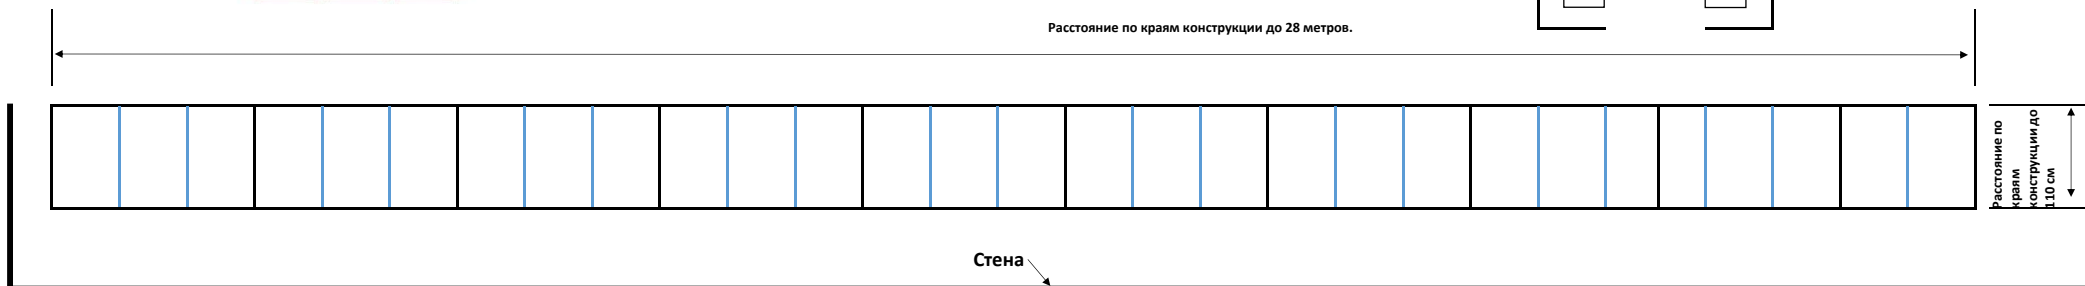 Расстояние по краям конструкции до 28 метров.
Расстояние по
краям
конструкции до
110 см
Стена